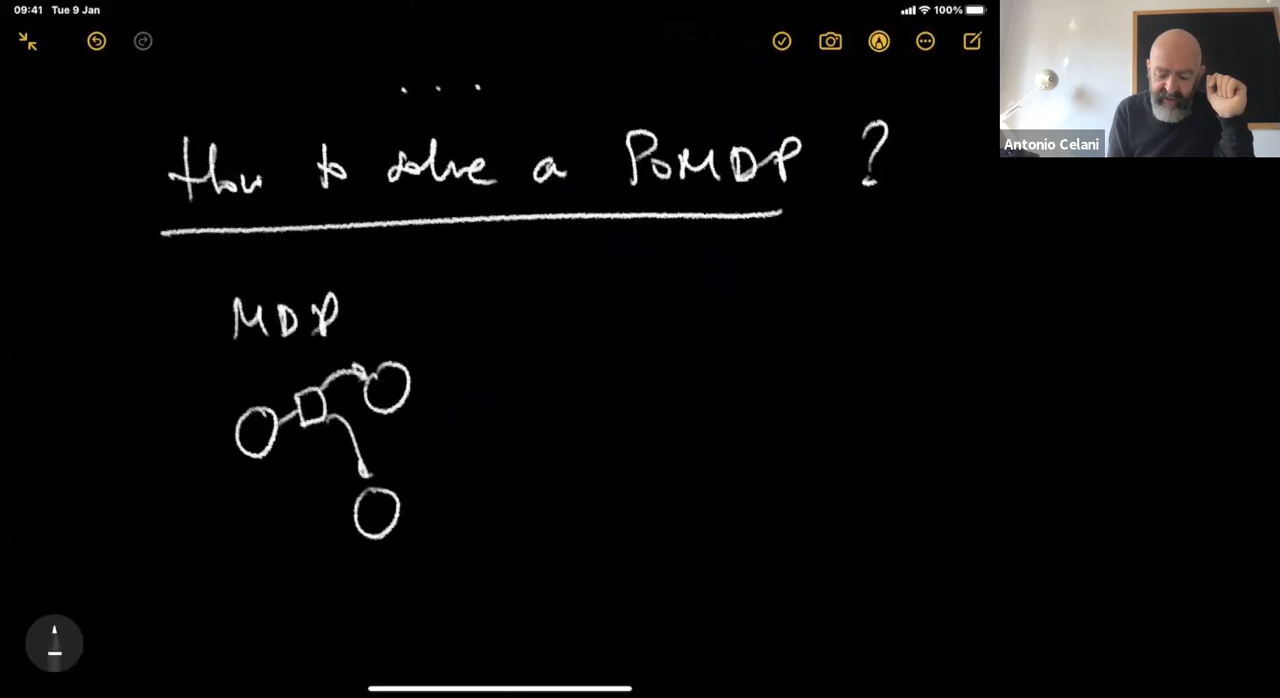 09:41 Tue 9 Jan 100%
Antonio Celani
...
How to solve a POMDP ?
MDP